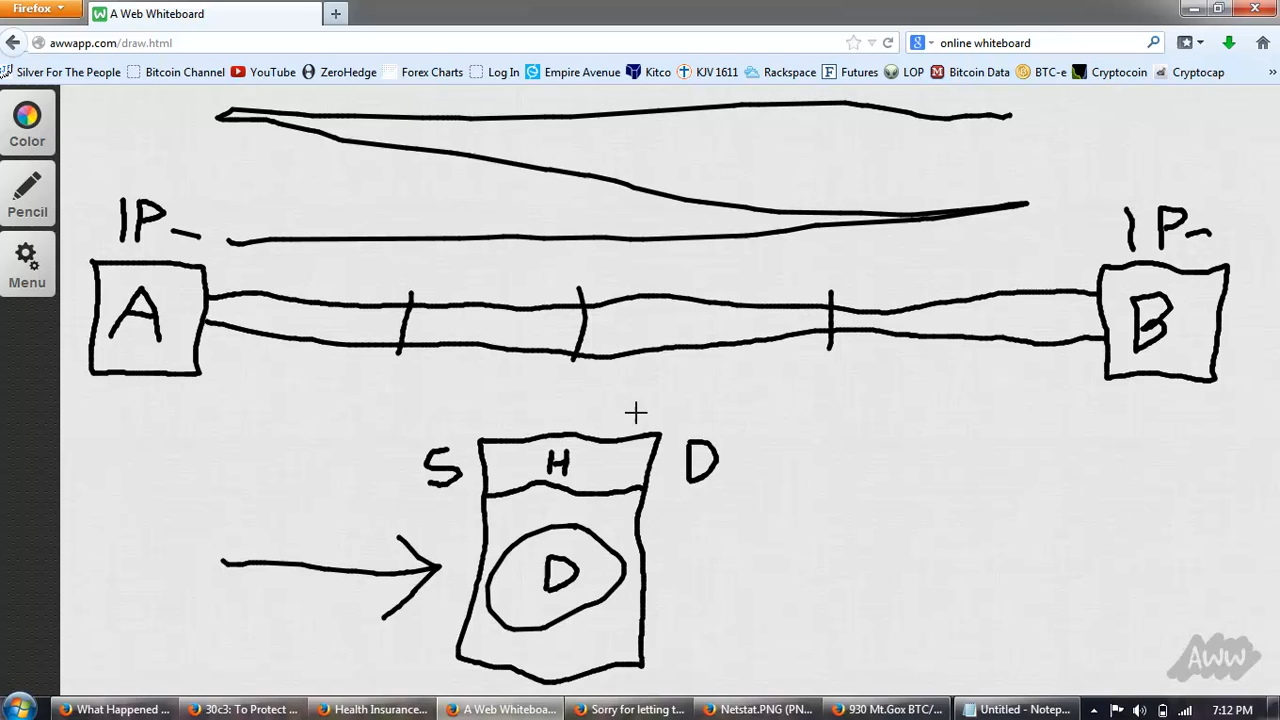 Firefox
A Web Whiteboard
awwapp.com/draw.html
online whiteboard
Silver For The People
Bitcoin Channel
YouTube
ZeroHedge
Forex Charts
Log In
Empire Avenue
Kitco
KJV 1611
Rackspace
Futures
LOP
Bitcoin Data
BTC-e
Cryptocoin
Cryptocap
»
Color
Pencil
Menu
IP-
IP-
A
B
S
H
D
D
AWW
What Happened ...
30c3: To Protect ...
Health Insurance...
A Web Whiteboa...
Sorry for letting t...
Netstat.PNG (PN...
930 Mt.Gox BTC/...
Untitled - Notep...
7:12 PM